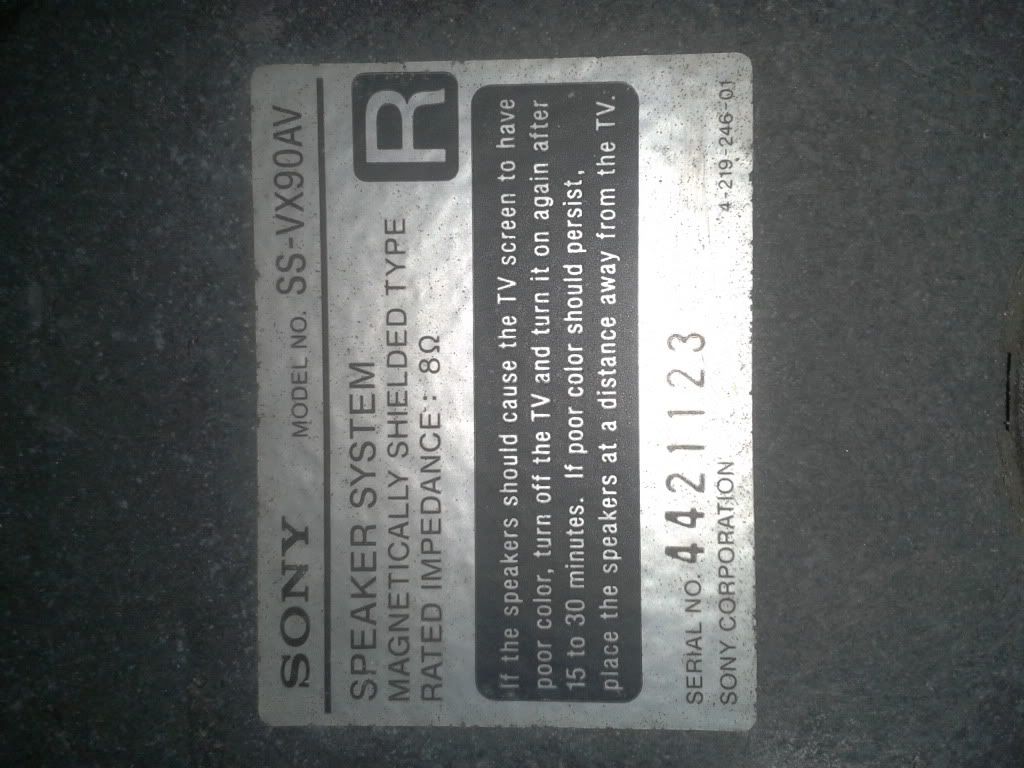 SONY MODEL NO. SS-VX90AV
SPEAKER SYSTEM
MAGNETICALLY SHIELDED TYPE
RATED IMPEDANCE : 8Ω
R
If the speakers should cause the TV screen to have
poor color, turn off the TV and turn it on again after
15 to 30 minutes. If poor color should persist,
place the speakers at a distance away from the TV.
SERIAL NO. 4421123
SONY CORPORATION 4-219-246-01